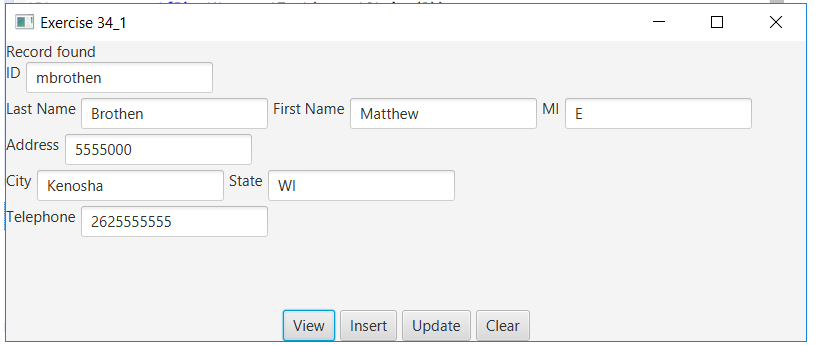 Exercise 34_1
Record found
ID mbrothen
Last Name Brothen First Name Matthew MI E
Address 5555000
City Kenosha State WI
Telephone 2625555555
View Insert Update Clear